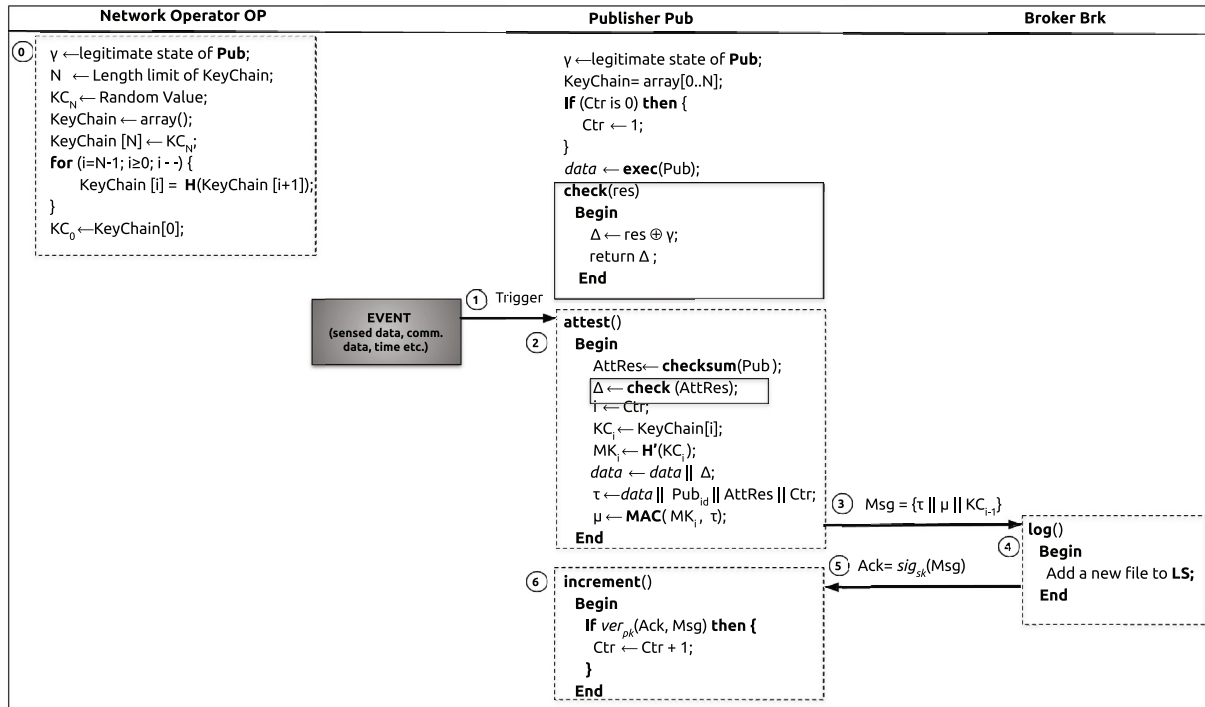 Network Operator OP
Publisher Pub
Broker Brk
0
γ ←legitimate state of Pub;
N ← Length limit of KeyChain;
KC_N ← Random Value;
KeyChain ← array();
KeyChain [N] ← KC_N;
for (i=N-1; i≥0; i - -) {
KeyChain [i] = H(KeyChain [i+1]);
}
KC_0 ←KeyChain[0];
γ ←legitimate state of Pub;
KeyChain= array[0..N];
If (Ctr is 0) then {
Ctr ← 1;
}
data ← exec(Pub);
check(res)
Begin
Δ ← res ⊕ γ;
return Δ ;
End
EVENT
(sensed data, comm.
data, time etc.)
1 Trigger
2
attest()
Begin
AttRes← checksum(Pub );
Δ ← check (AttRes);
i ← Ctr;
KC_i ← KeyChain[i];
MK_i ← H'(KC_i);
data ← data || Δ;
τ ←data || Pub_id || AttRes || Ctr;
μ ← MAC( MK_i , τ);
End
3 Msg = {τ || μ || KC_i-1}
4
log()
Begin
Add a new file to LS;
End
5 Ack= sig_sk(Msg)
6
increment()
Begin
If ver_pk(Ack, Msg) then {
Ctr ← Ctr + 1;
}
End